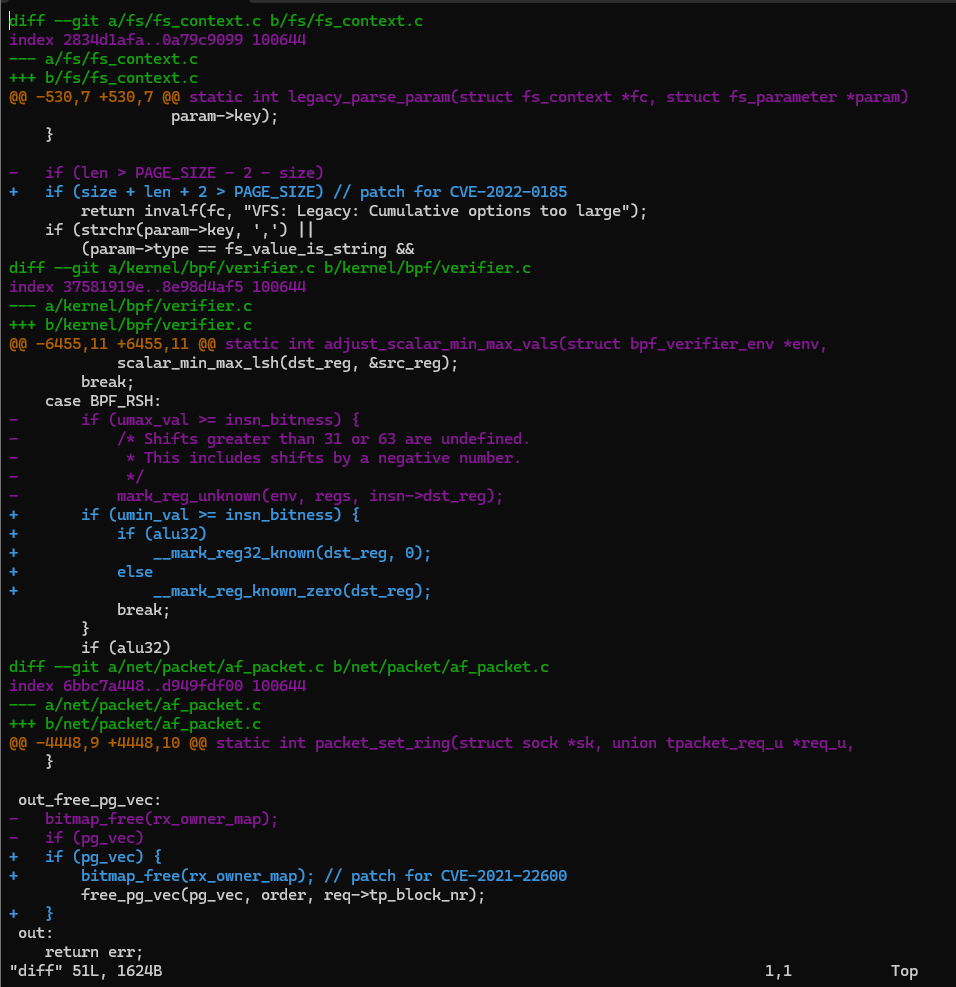 diff --git a/fs/fs_context.c b/fs/fs_context.c
index 2834d1afa..0a79c9099 100644
--- a/fs/fs_context.c
+++ b/fs/fs_context.c
@@ -530,7 +530,7 @@ static int legacy_parse_param(struct fs_context *fc, struct fs_parameter *param)
                  param->key);
    }

-   if (len > PAGE_SIZE - 2 - size)
+   if (size + len + 2 > PAGE_SIZE) // patch for CVE-2022-0185
        return invalf(fc, "VFS: Legacy: Cumulative options too large");
    if (strchr(param->key, ',') ||
        (param->type == fs_value_is_string &&
diff --git a/kernel/bpf/verifier.c b/kernel/bpf/verifier.c
index 37581919e..8e98d4af5 100644
--- a/kernel/bpf/verifier.c
+++ b/kernel/bpf/verifier.c
@@ -6455,11 +6455,11 @@ static int adjust_scalar_min_max_vals(struct bpf_verifier_env *env,
            scalar_min_max_lsh(dst_reg, &src_reg);
        break;
    case BPF_RSH:
-       if (umax_val >= insn_bitness) {
-           /* Shifts greater than 31 or 63 are undefined.
-            * This includes shifts by a negative number.
-            */
-           mark_reg_unknown(env, regs, insn->dst_reg);
+       if (umin_val >= insn_bitness) {
+           if (alu32)
+               __mark_reg32_known(dst_reg, 0);
+           else
+               __mark_reg_known_zero(dst_reg);
            break;
        }
        if (alu32)
diff --git a/net/packet/af_packet.c b/net/packet/af_packet.c
index 6bbc7a448..d949fdf00 100644
--- a/net/packet/af_packet.c
+++ b/net/packet/af_packet.c
@@ -4448,9 +4448,10 @@ static int packet_set_ring(struct sock *sk, union tpacket_req_u *req_u,
    }

 out_free_pg_vec:
-   bitmap_free(rx_owner_map);
-   if (pg_vec)
+   if (pg_vec) {
+       bitmap_free(rx_owner_map); // patch for CVE-2021-22600
        free_pg_vec(pg_vec, order, req->tp_block_nr);
+   }
 out:
    return err;
"diff" 51L, 1624B 1,1 Top